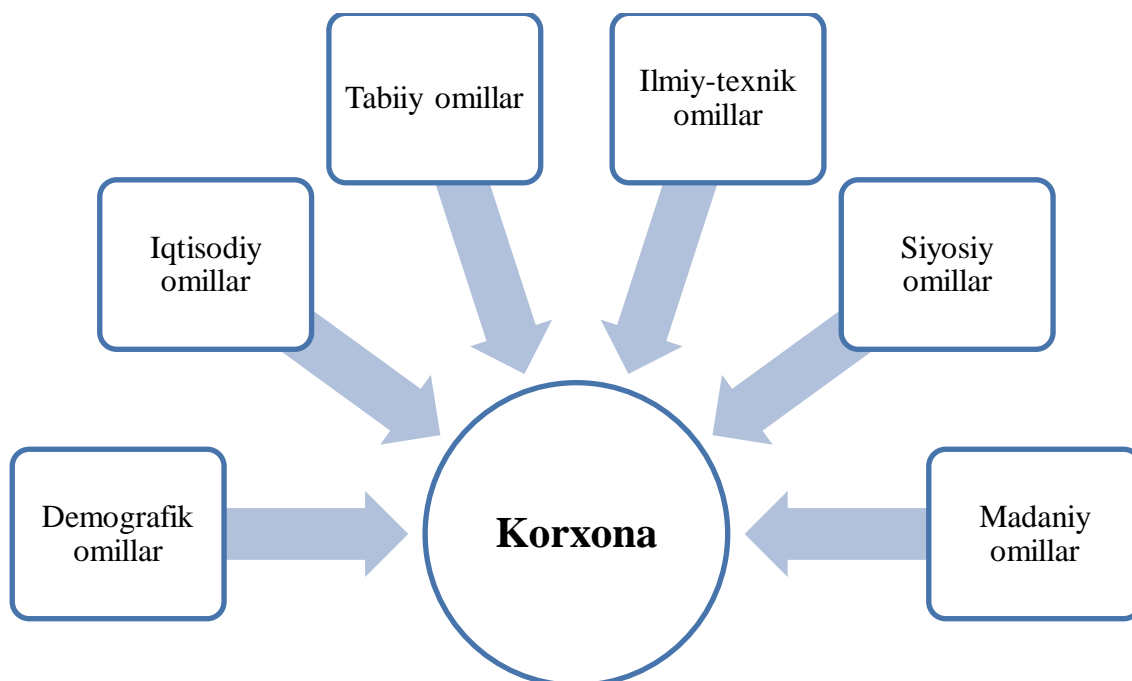 Tabiiy omillar
Ilmiy-texnik
omillar
Iqtisodiy
omillar
Siyosiy
omillar
Demografik
omillar
Korxona
Madaniy
omillar